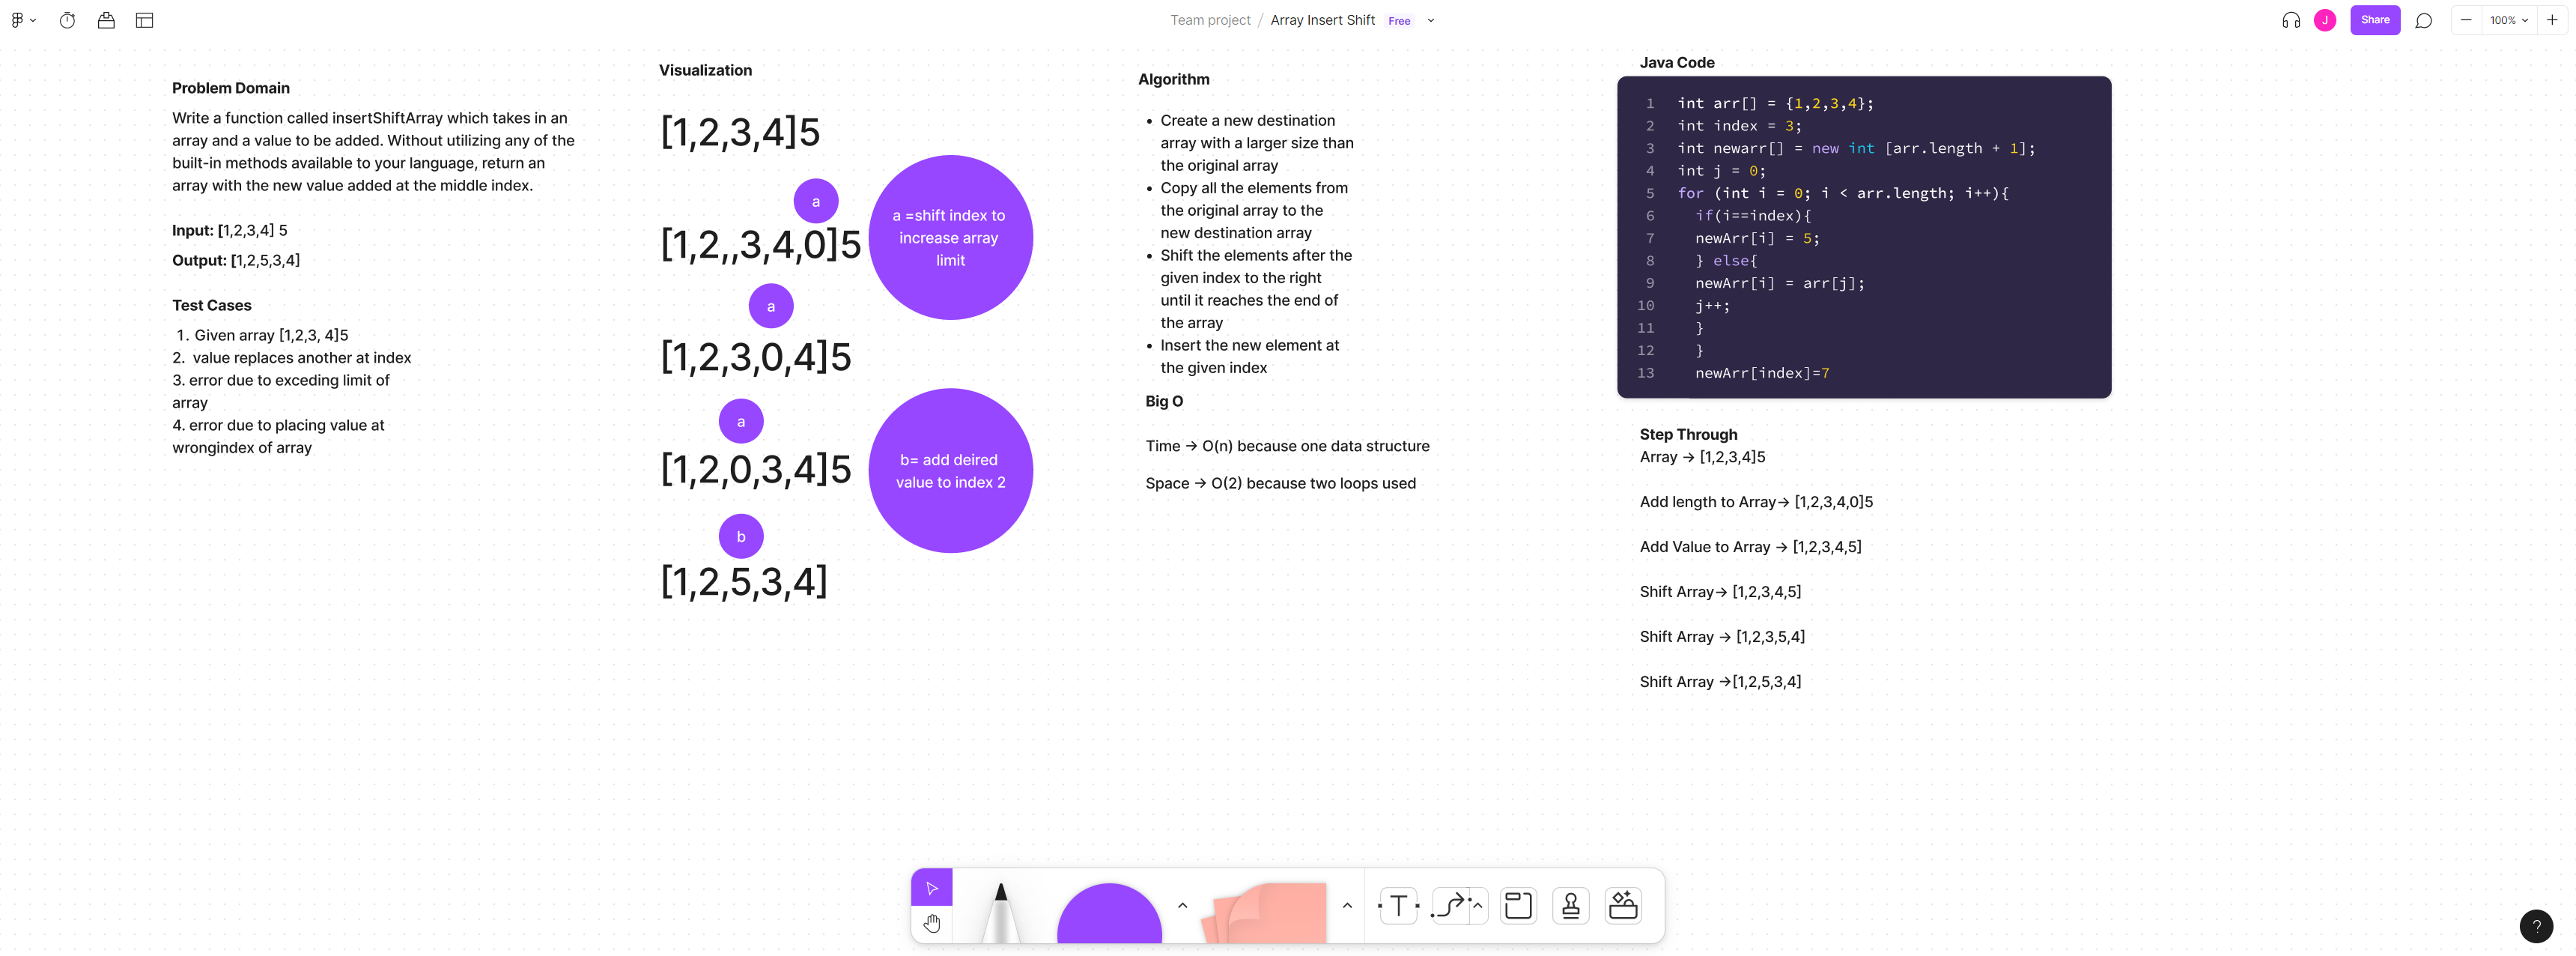 Team project / Array Insert Shift Free
J
Share
100%
Problem Domain
Write a function called insertShiftArray which takes in an
array and a value to be added. Without utilizing any of the
built-in methods available to your language, return an
array with the new value added at the middle index.
Input: [1,2,3,4] 5
Output: [1,2,5,3,4]
Test Cases
1. Given array [1,2,3, 4]5
2. value replaces another at index
3. error due to exceding limit of
array
4. error due to placing value at
wrongindex of array
Visualization
[1,2,3,4]5
a
[1,2,,3,4,0]5
a =shift index to
increase array
limit
a
[1,2,3,0,4]5
a
[1,2,0,3,4]5
b= add deired
value to index 2
b
[1,2,5,3,4]
Algorithm
• Create a new destination
array with a larger size than
the original array
• Copy all the elements from
the original array to the
new destination array
• Shift the elements after the
given index to the right
until it reaches the end of
the array
• Insert the new element at
the given index
Big O
Time → O(n) because one data structure
Space → O(2) because two loops used
Java Code
1 int arr[] = {1,2,3,4};
2 int index = 3;
3 int newarr[] = new int [arr.length + 1];
4 int j = 0;
5 for (int i = 0; i < arr.length; i++){
6 if(i==index){
7 newArr[i] = 5;
8 } else{
9 newArr[i] = arr[j];
10 j++;
11 }
12 }
13 newArr[index]=7
Step Through
Array → [1,2,3,4]5
Add length to Array→ [1,2,3,4,0]5
Add Value to Array → [1,2,3,4,5]
Shift Array→ [1,2,3,4,5]
Shift Array → [1,2,3,5,4]
Shift Array →[1,2,5,3,4]
T
?